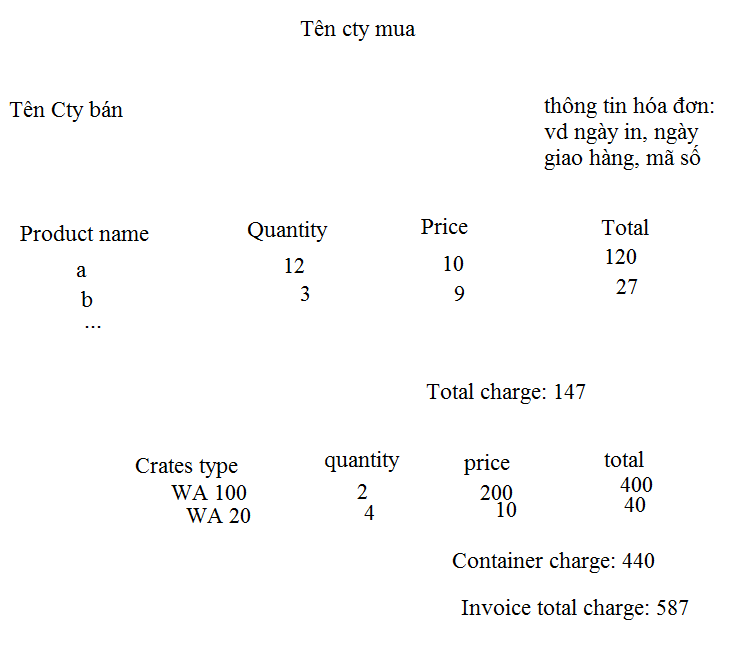 Tên cty mua
Tên Cty bán
thông tin hóa đơn:
vd ngày in, ngày
giao hàng, mã số
Product name Quantity Price Total
a 12 10 120
b 3 9 27
...
Total charge: 147
Crates type quantity price total
WA 100 2 200 400
WA 20 4 10 40
Container charge: 440
Invoice total charge: 587